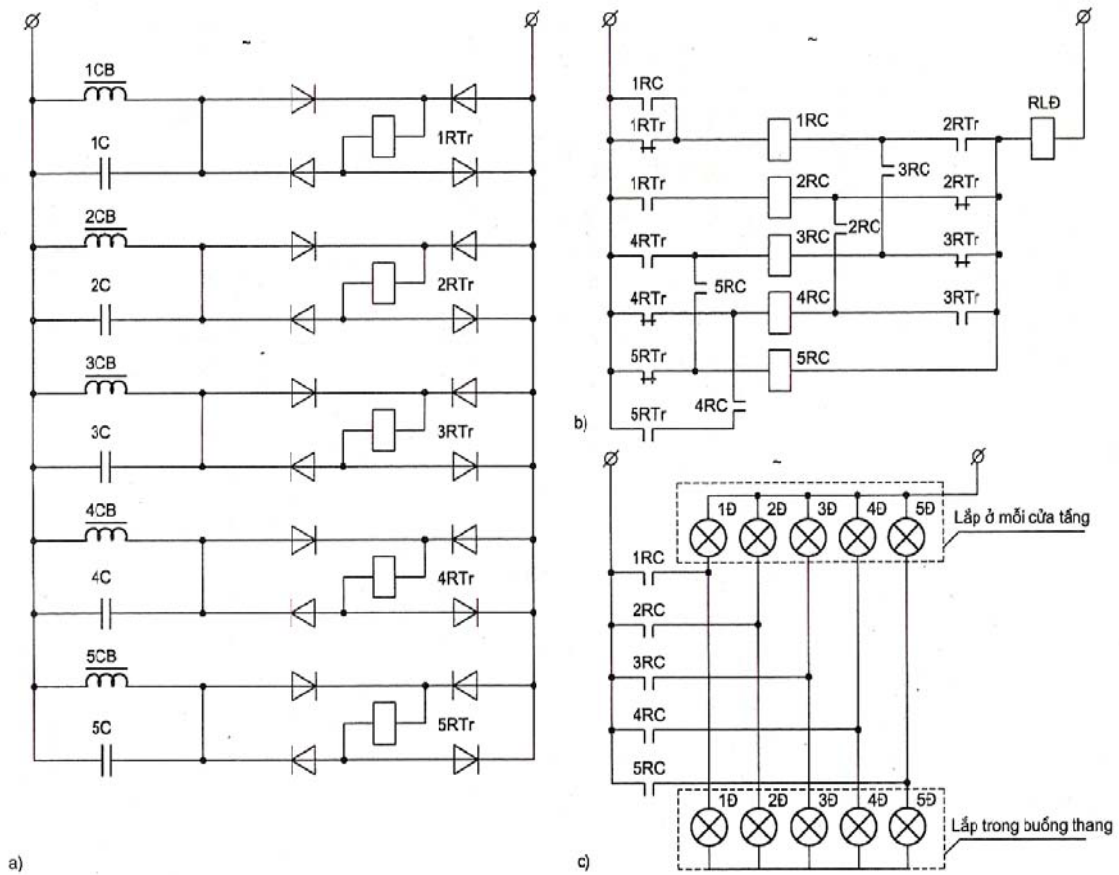 ~
1CB
1C
1RTr
2CB
2C
2RTr
3CB
3C
3RTr
4CB
4C
4RTr
5CB
5C
5RTr
a)
~
1RC
RLĐ
1RTr
1RC
2RTr
3RC
1RTr
2RC
2RTr
2RC
4RTr
3RC
3RTr
5RC
4RTr
4RC
3RTr
5RTr
5RC
4RC
5RTr
b)
~
1Đ 2Đ 3Đ 4Đ 5Đ
Lắp ở mỗi cửa tầng
1RC
2RC
3RC
4RC
5RC
1Đ 2Đ 3Đ 4Đ 5Đ
Lắp trong buồng thang
c)